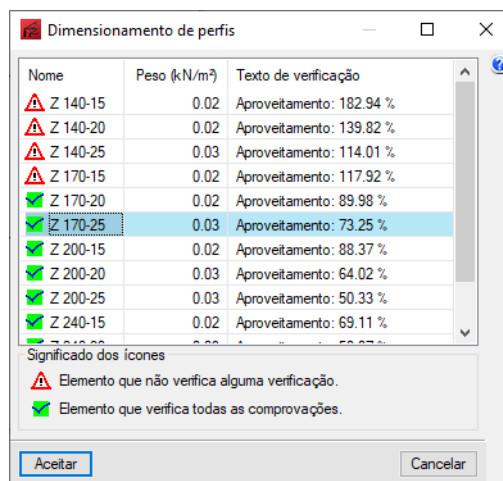 Dimensionamento de perfis
Nome Peso (kN/m²) Texto de verificação
Z 140-15 0.02 Aproveitamento: 182.94 %
Z 140-20 0.02 Aproveitamento: 139.82 %
Z 140-25 0.03 Aproveitamento: 114.01 %
Z 170-15 0.02 Aproveitamento: 117.92 %
Z 170-20 0.02 Aproveitamento: 89.98 %
Z 170-25 0.03 Aproveitamento: 73.25 %
Z 200-15 0.02 Aproveitamento: 88.37 %
Z 200-20 0.03 Aproveitamento: 64.02 %
Z 200-25 0.03 Aproveitamento: 50.33 %
Z 240-15 0.02 Aproveitamento: 69.11 %
Significado dos ícones
Elemento que não verifica alguma verificação.
Elemento que verifica todas as comprovações.
Aceitar Cancelar